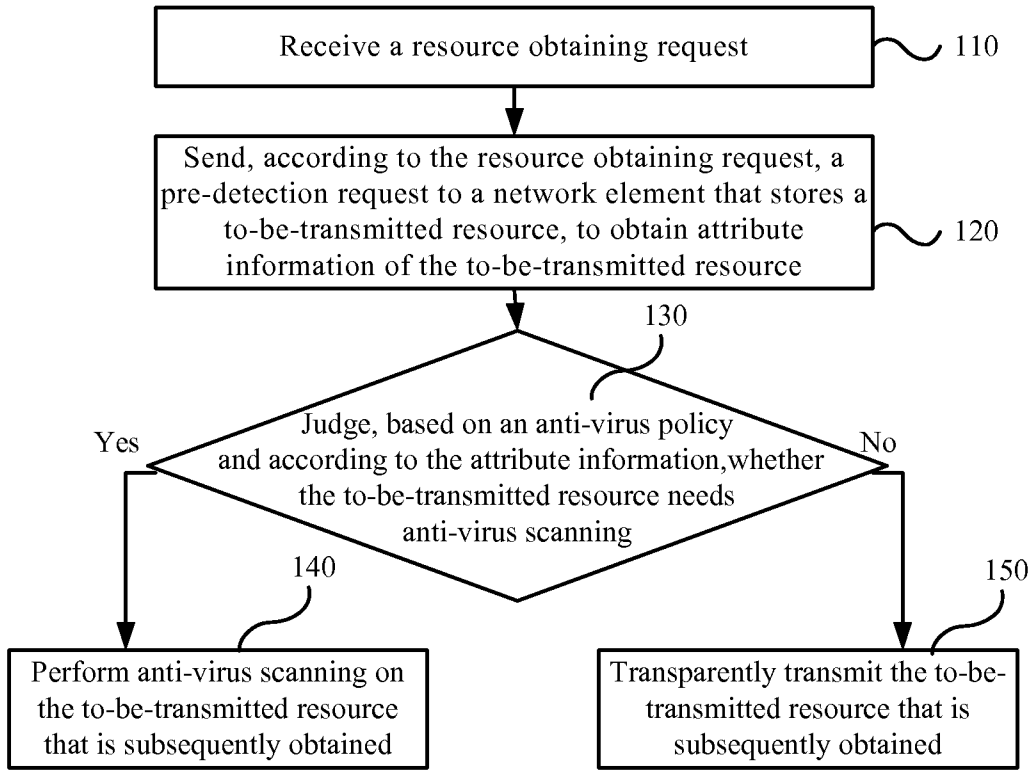 Receive a resource obtaining request
110
Send, according to the resource obtaining request, a
pre-detection request to a network element that stores a
to-be-transmitted resource, to obtain attribute
information of the to-be-transmitted resource
120
130
Judge, based on an anti-virus policy
and according to the attribute information,whether
the to-be-transmitted resource needs
anti-virus scanning
Yes
No
140
Perform anti-virus scanning on
the to-be-transmitted resource
that is subsequently obtained
150
Transparently transmit the to-be-
transmitted resource that is
subsequently obtained